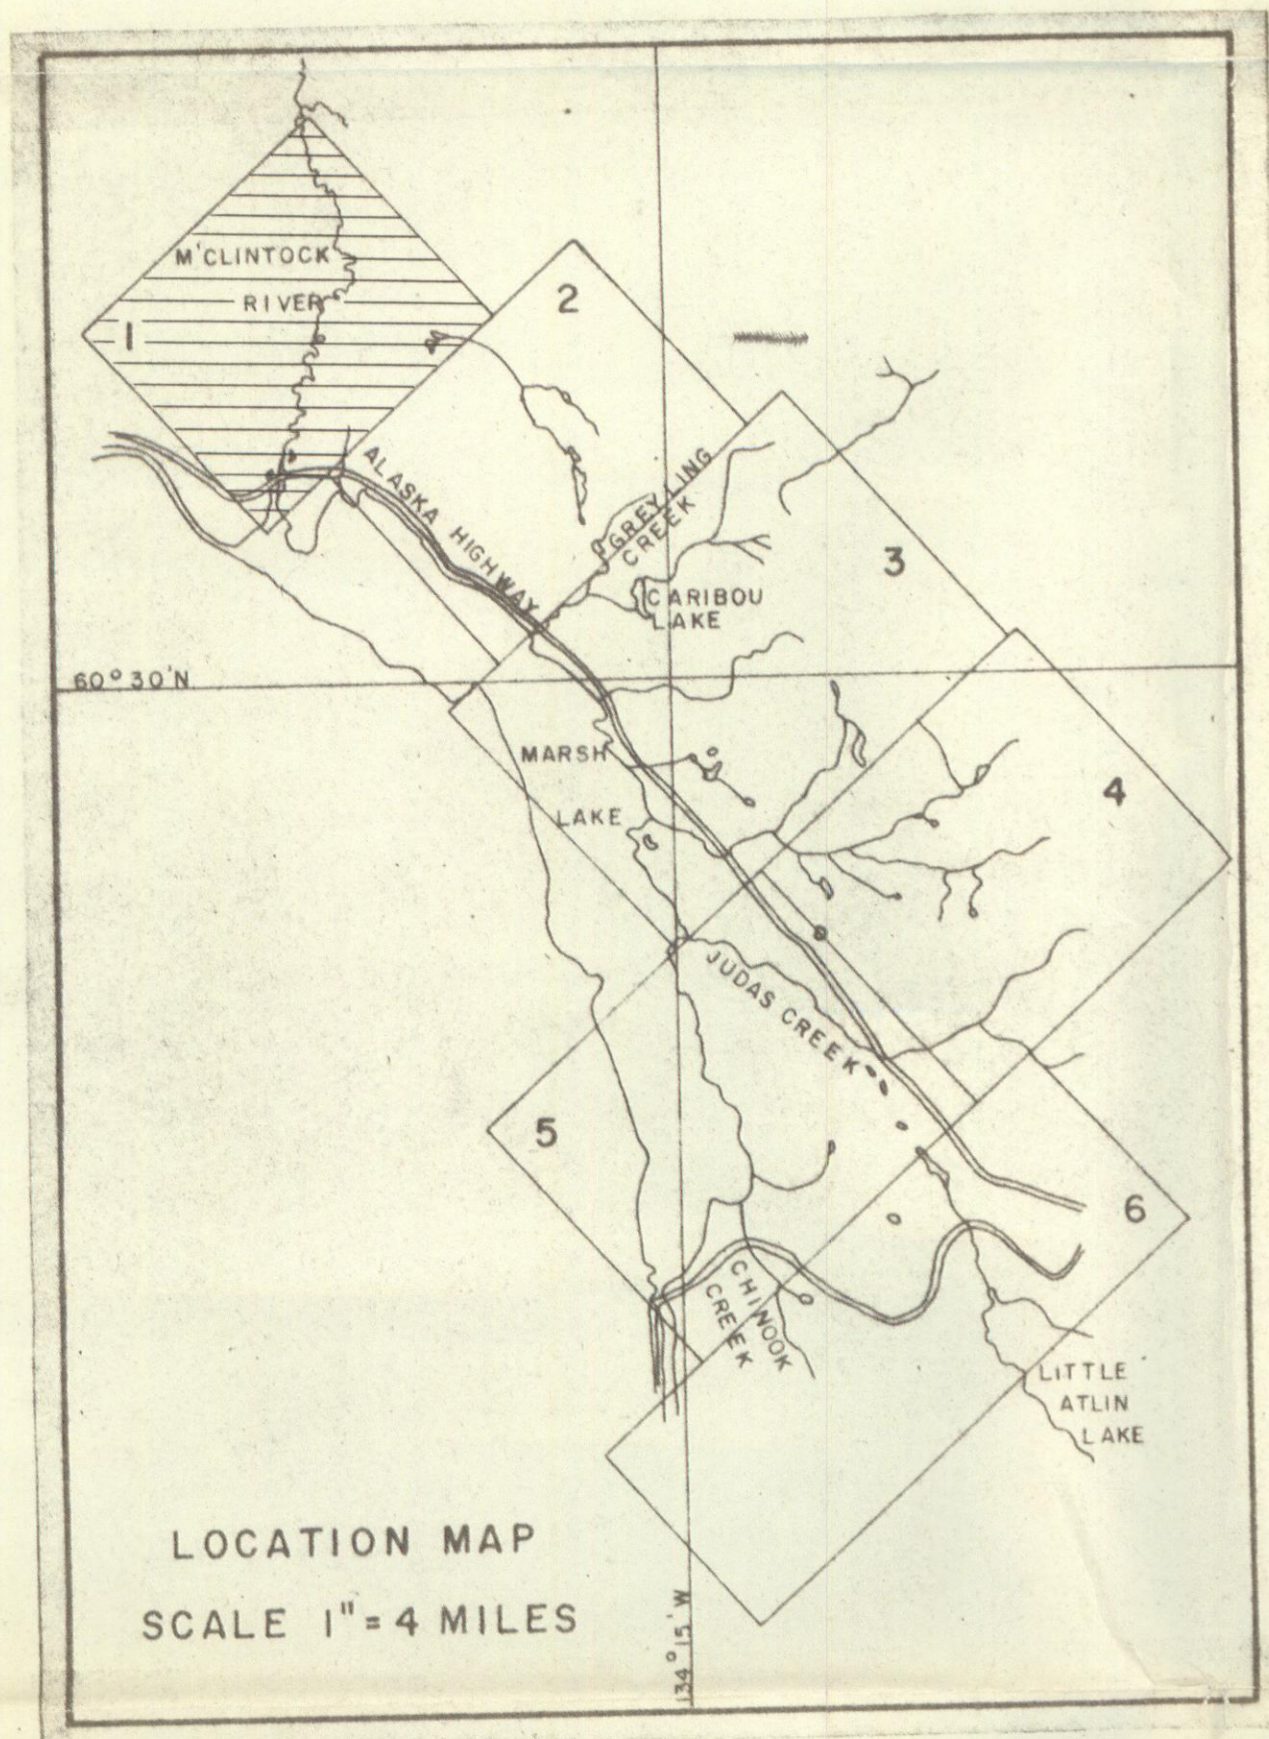 M'CLINTOCK
RIVER
1
2
ALASKA HIGHWAY
GREYLING
CREEK
3
CARIBOU
LAKE
60° 30' N
MARSH
LAKE
4
JUDAS CREEK
5
6
CHINOOK
CREEK
LITTLE
ATLIN
LAKE
LOCATION MAP
SCALE 1" = 4 MILES
134° 15' W